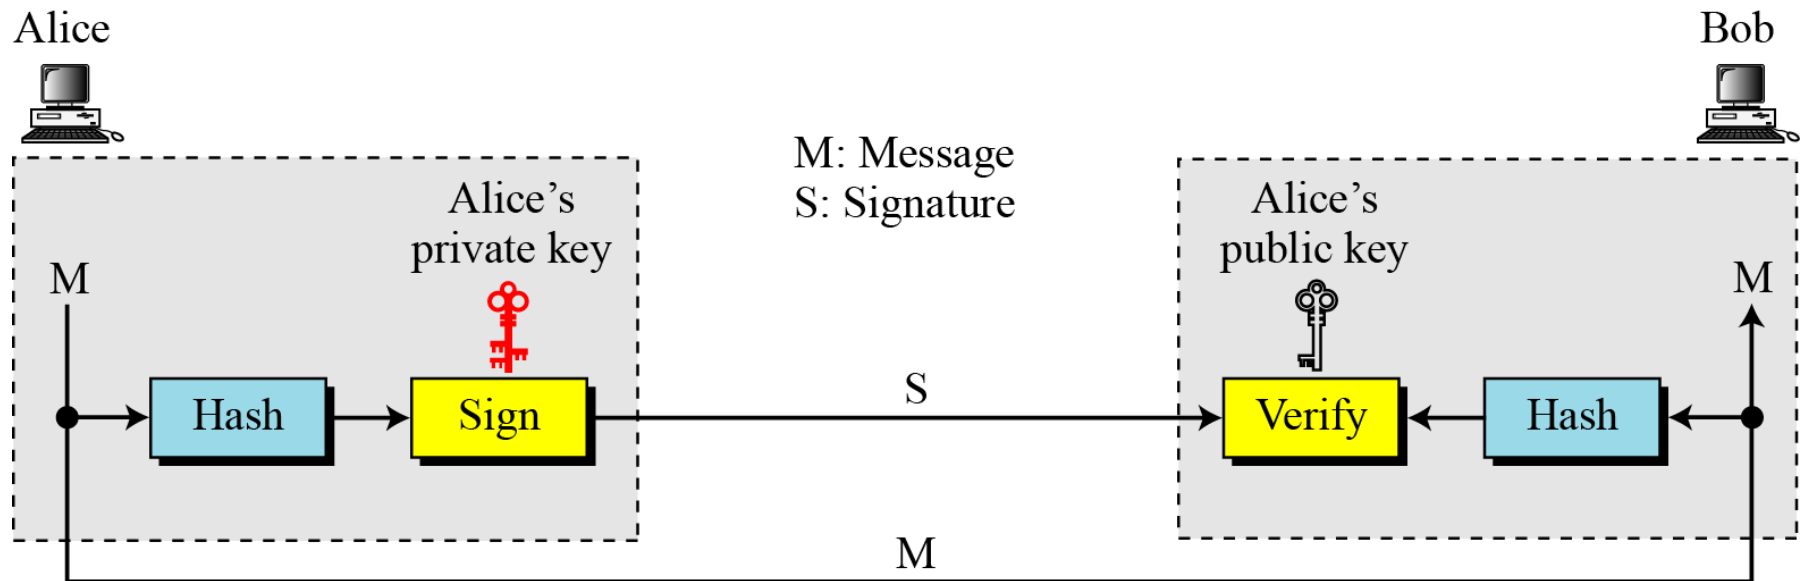 Alice
Bob
M: Message
S: Signature
Alice’s
private key
Alice’s
public key
M
M
Hash
Sign
S
Verify
Hash
M